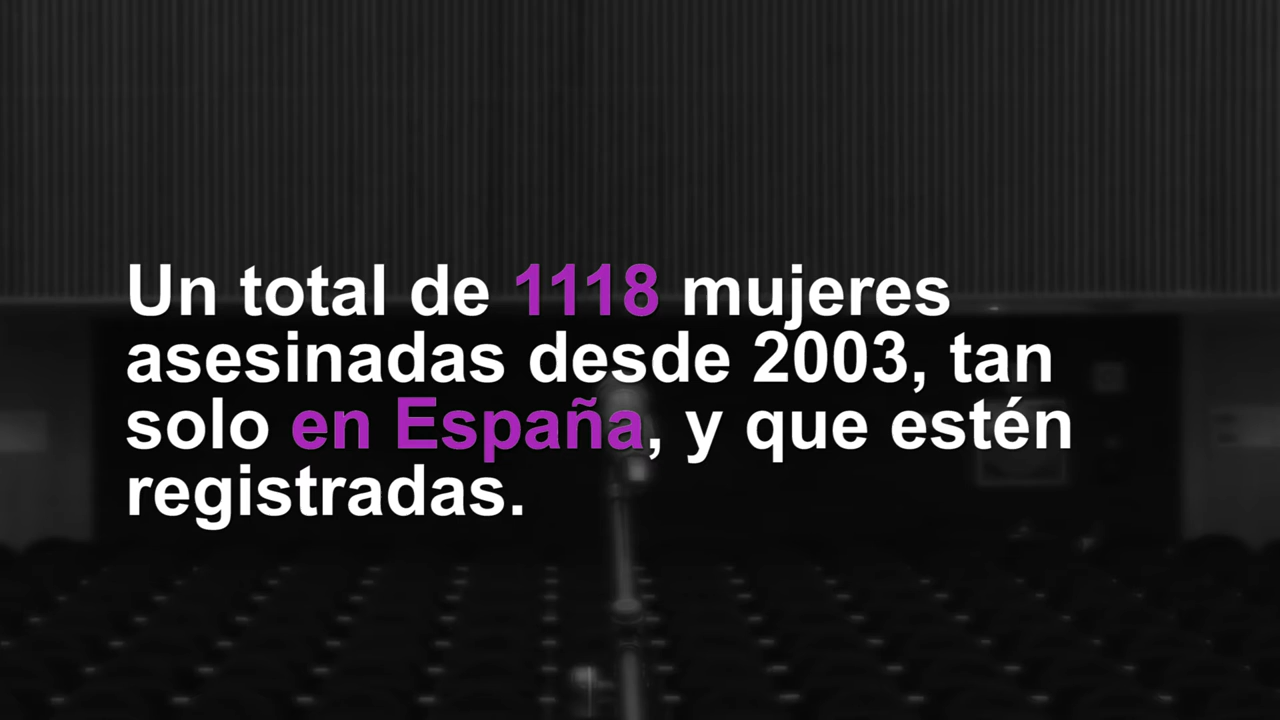 Un total de 1118 mujeres
asesinadas desde 2003, tan
solo en España, y que estén
registradas.